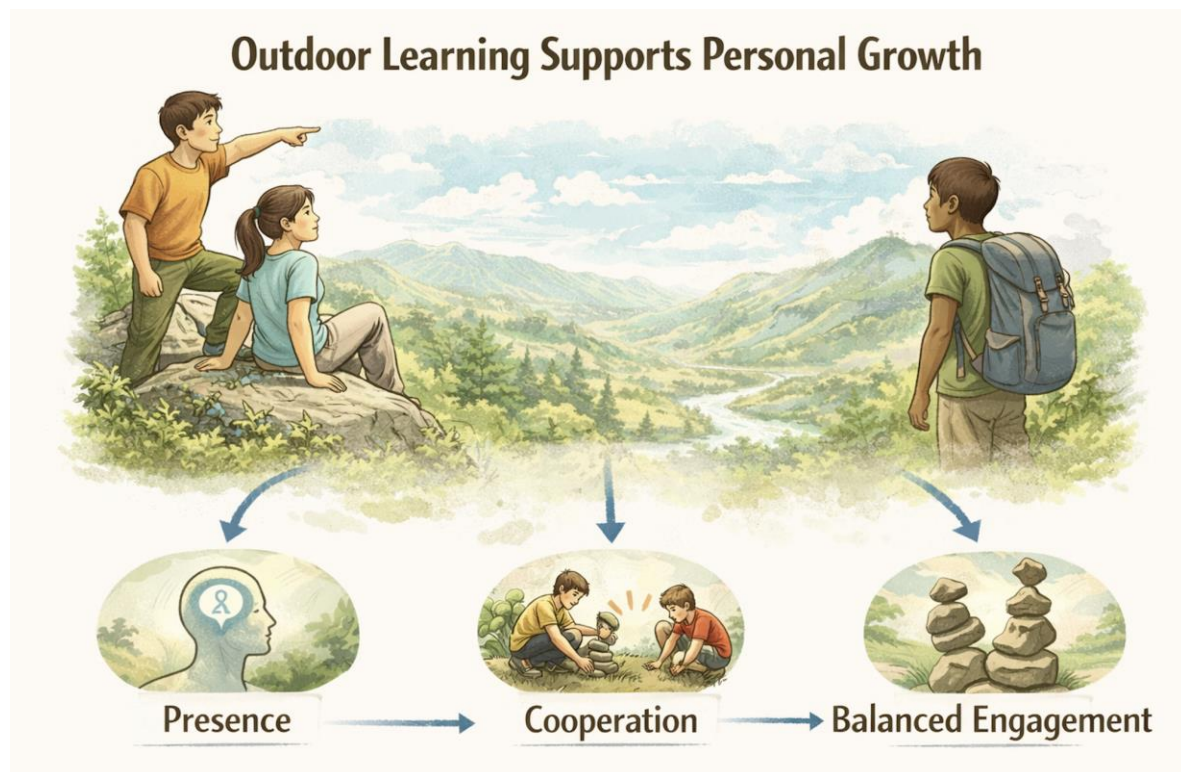 Outdoor Learning Supports Personal Growth
Presence
Cooperation
Balanced Engagement